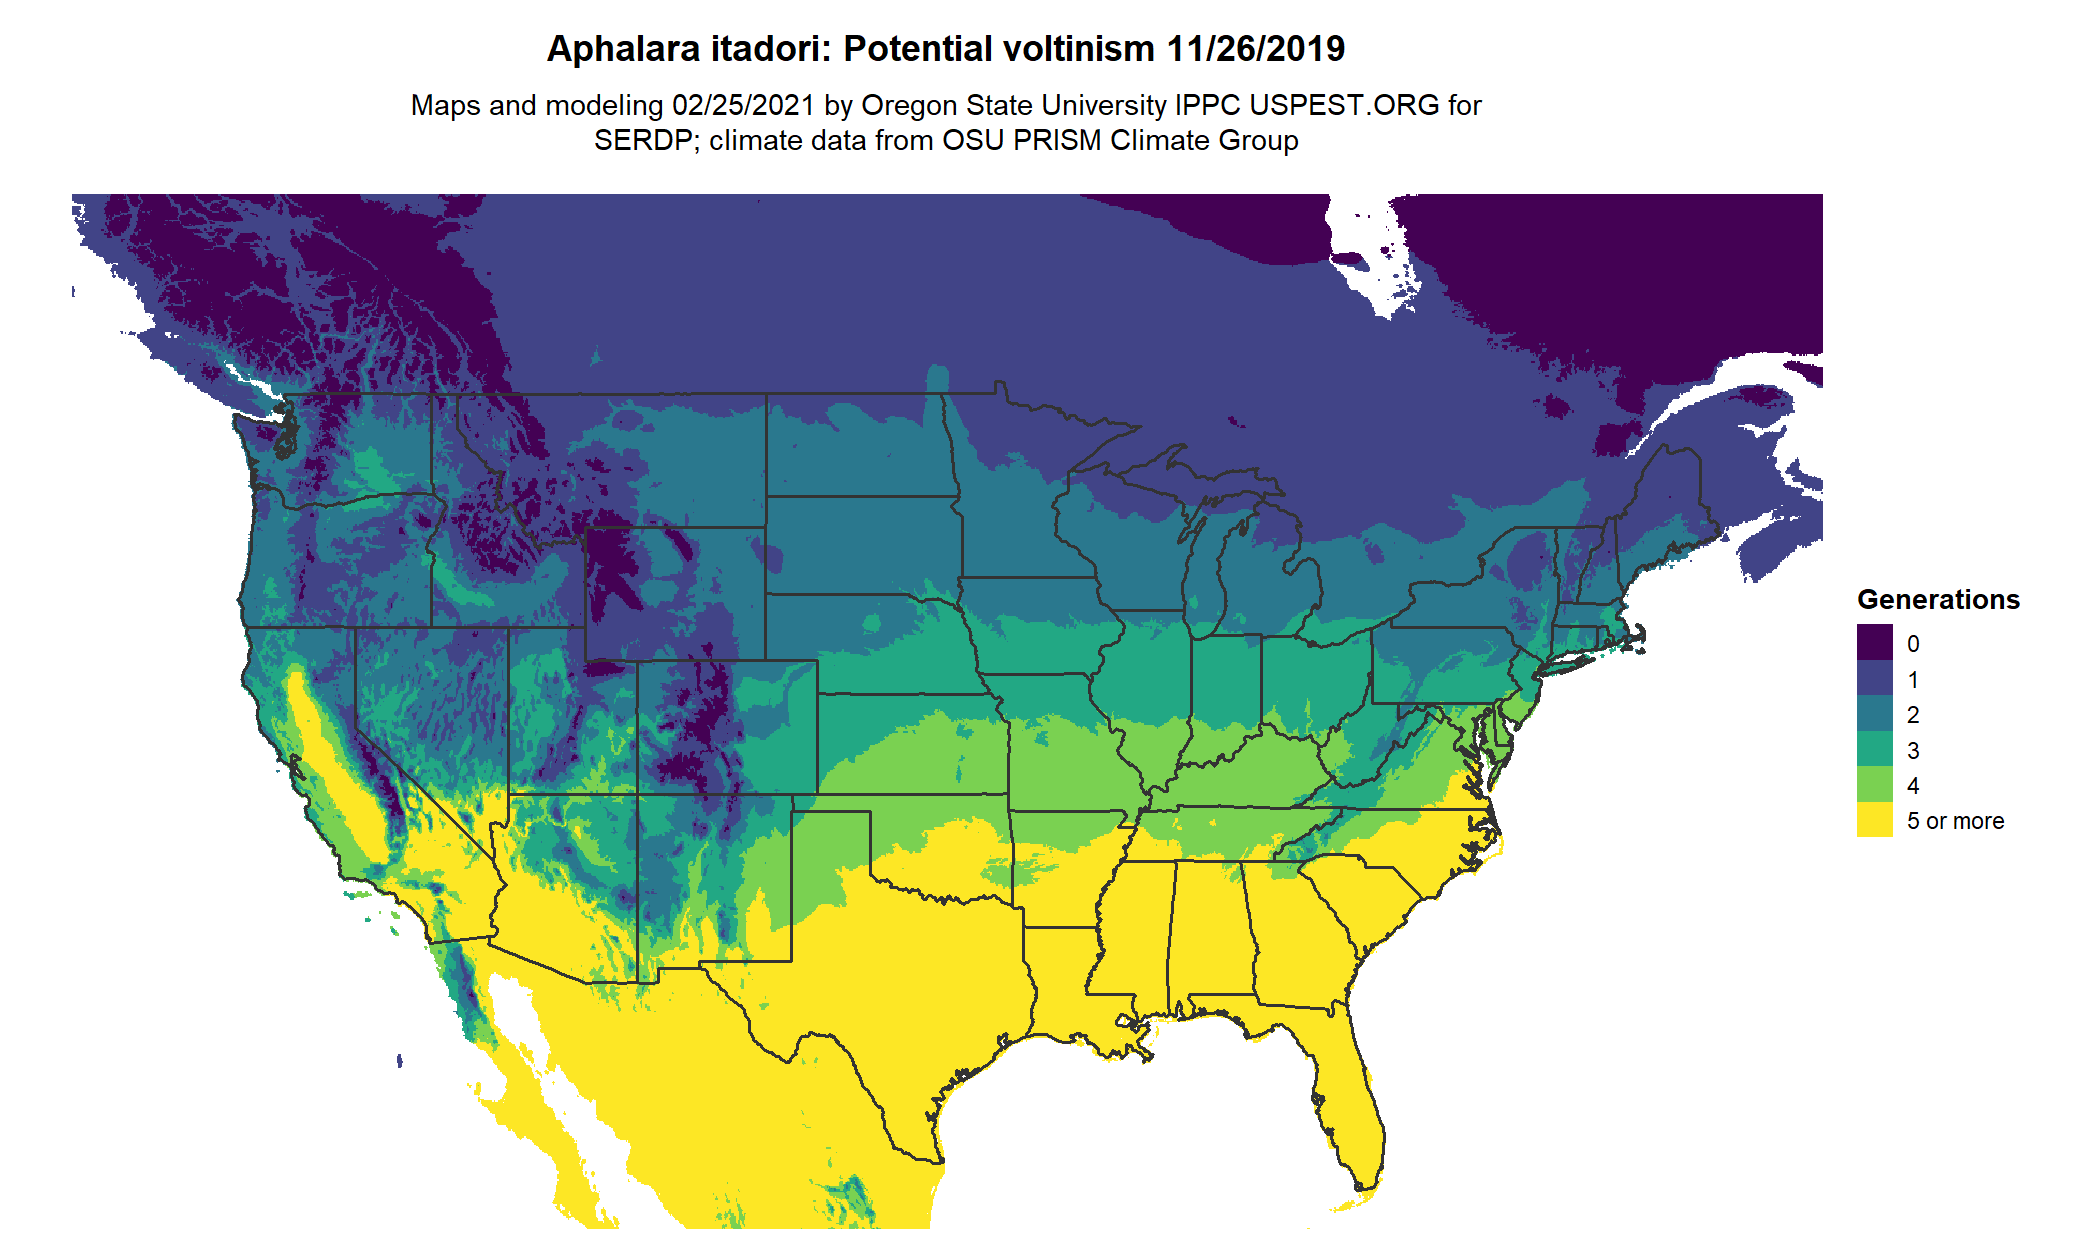 Aphalara itadori: Potential voltinism 11/26/2019
Maps and modeling 02/25/2021 by Oregon State University IPPC USPEST.ORG for
SERDP; climate data from OSU PRISM Climate Group
Generations
0
1
2
3
4
5 or more